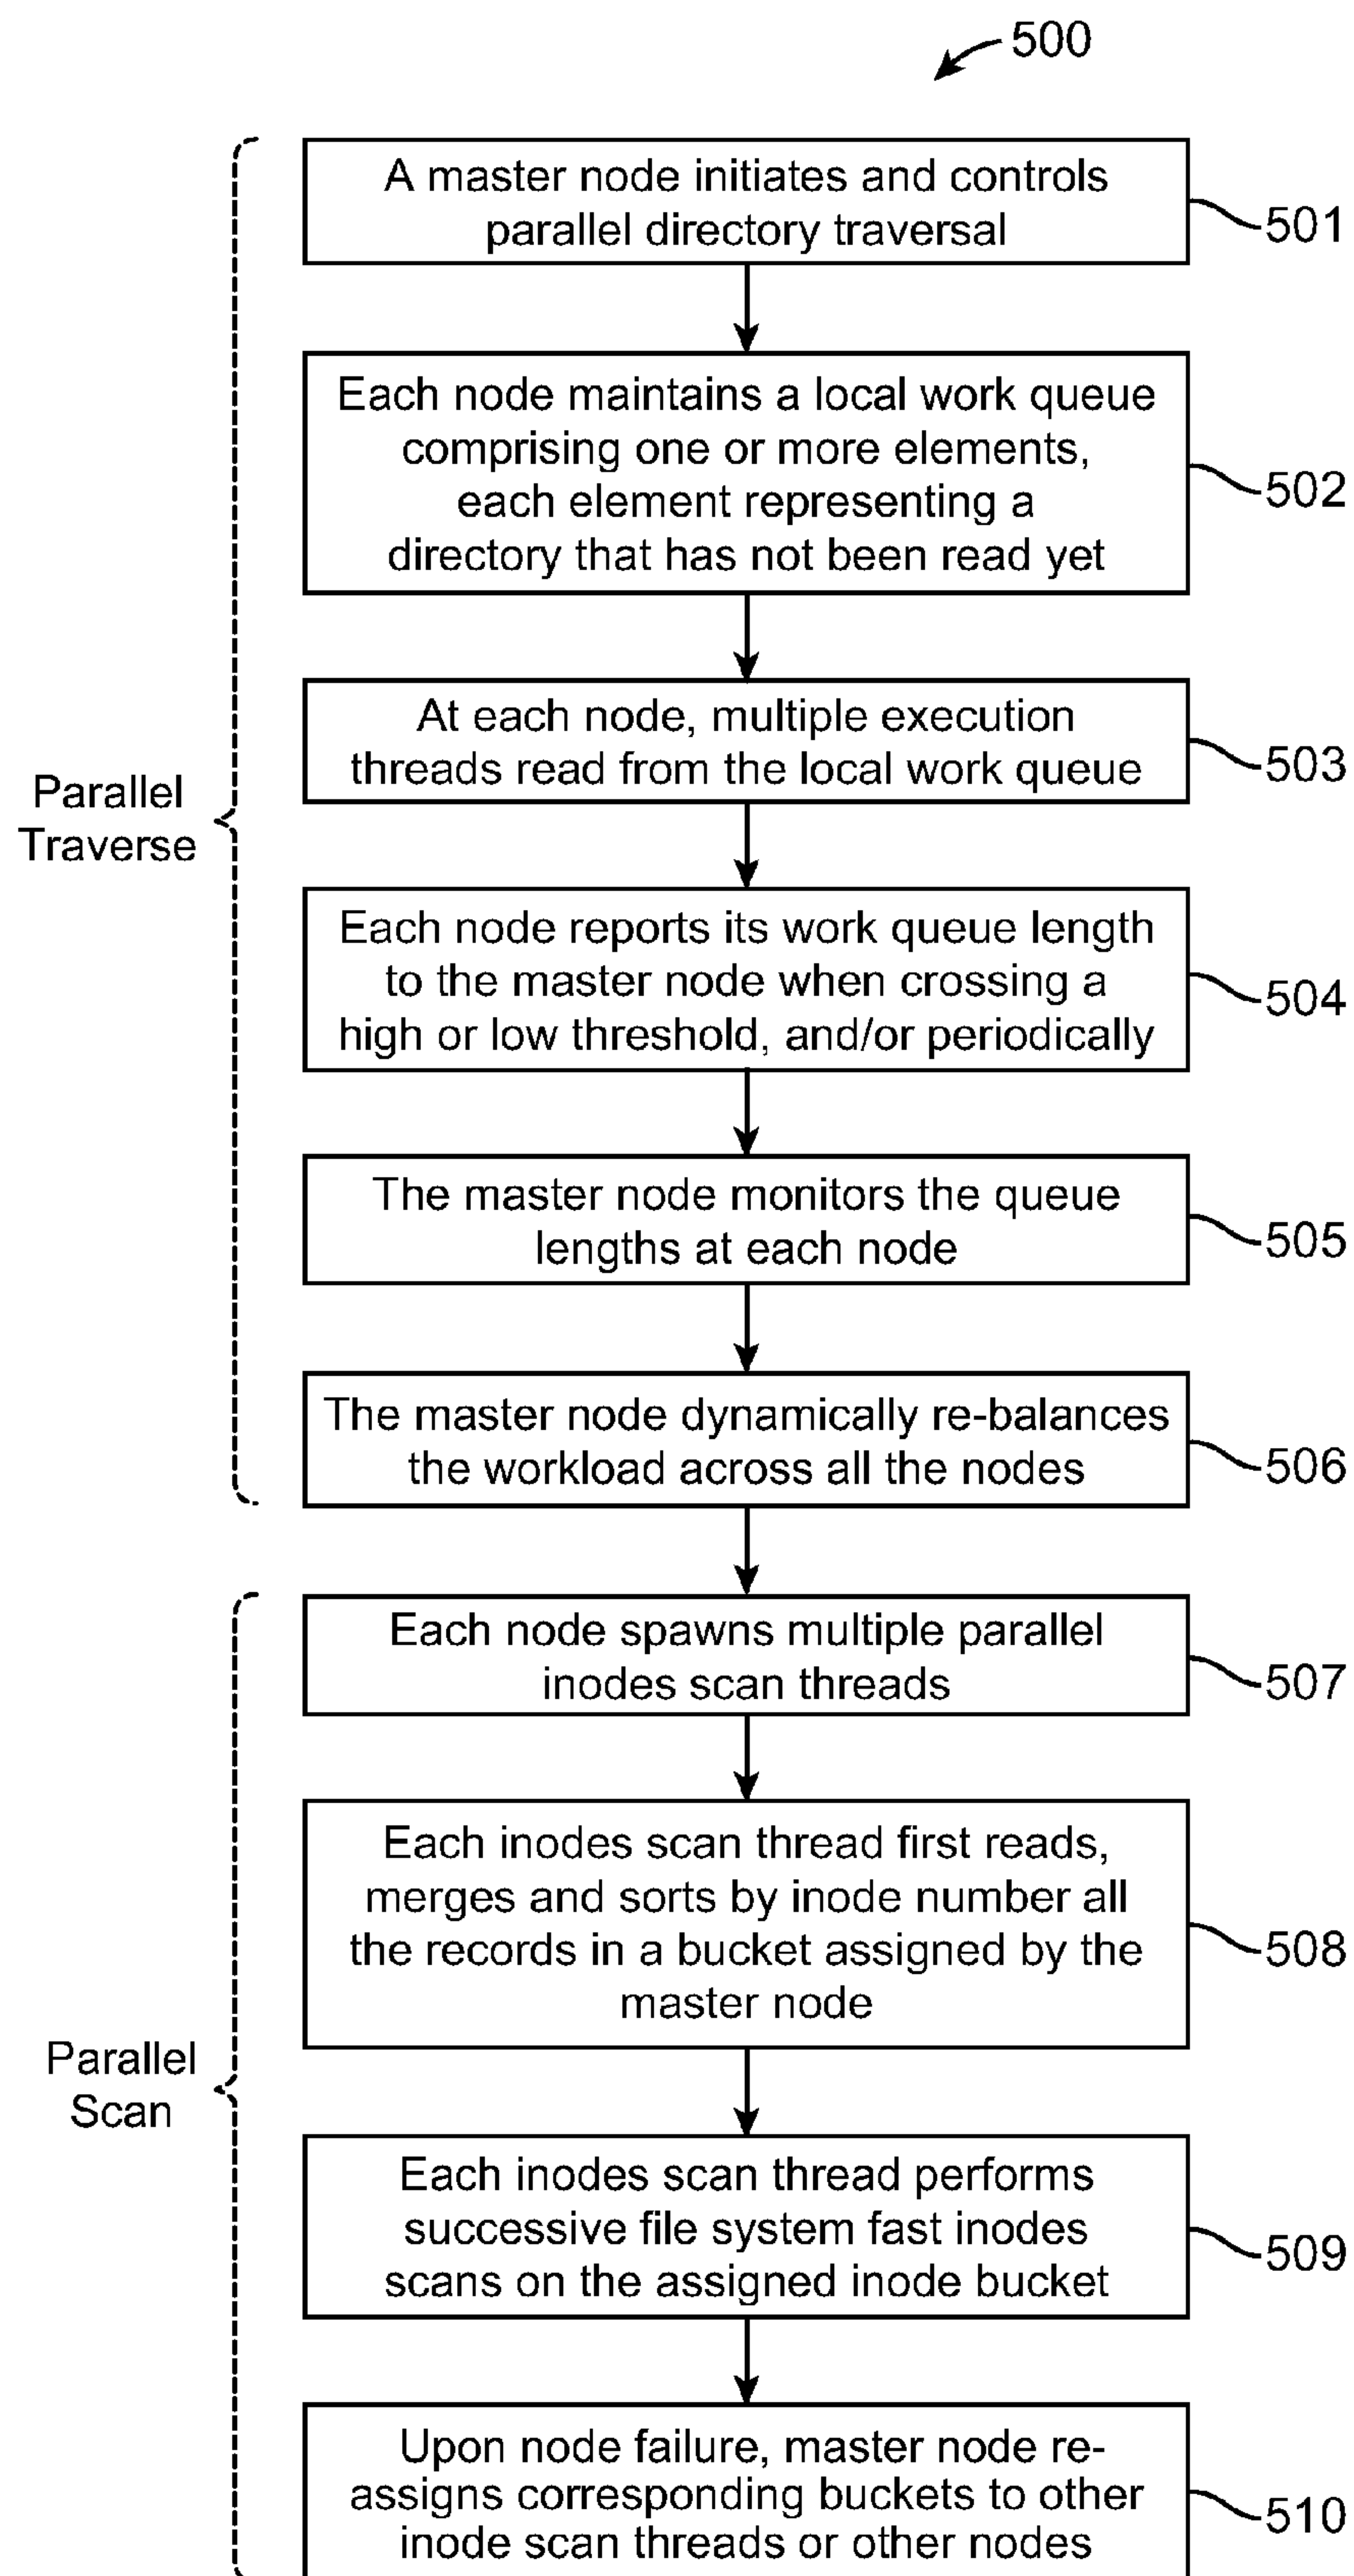 500
A master node initiates and controls
parallel directory traversal
501
Each node maintains a local work queue
comprising one or more elements,
each element representing a
directory that has not been read yet
502
At each node, multiple execution
threads read from the local work queue
503
Parallel
Traverse
Each node reports its work queue length
to the master node when crossing a
high or low threshold, and/or periodically
504
The master node monitors the queue
lengths at each node
505
The master node dynamically re-balances
the workload across all the nodes
506
Each node spawns multiple parallel
inodes scan threads
507
Each inodes scan thread first reads,
merges and sorts by inode number all
the records in a bucket assigned by the
master node
508
Parallel
Scan
Each inodes scan thread performs
successive file system fast inodes
scans on the assigned inode bucket
509
Upon node failure, master node re-
assigns corresponding buckets to other
inode scan threads or other nodes
510